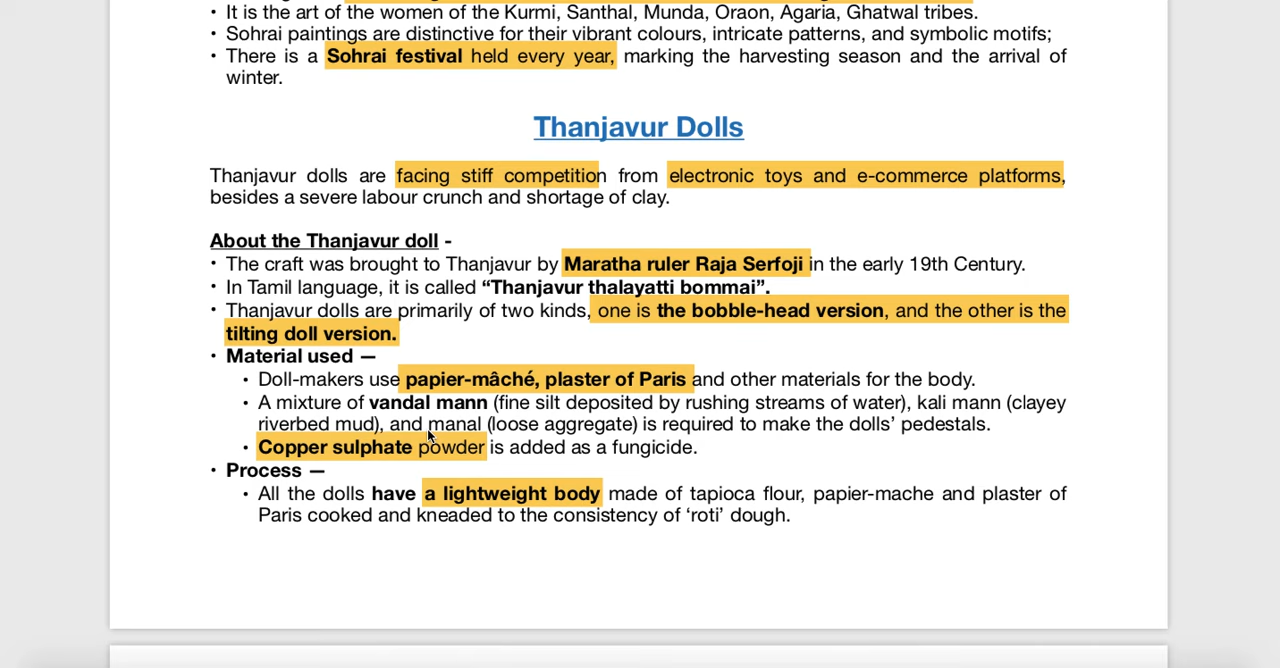 • It is the art of the women of the Kurmi, Santhal, Munda, Oraon, Agaria, Ghatwal tribes.
• Sohrai paintings are distinctive for their vibrant colours, intricate patterns, and symbolic motifs;
• There is a Sohrai festival held every year, marking the harvesting season and the arrival of
winter.
Thanjavur Dolls
Thanjavur dolls are facing stiff competition from electronic toys and e-commerce platforms,
besides a severe labour crunch and shortage of clay.
About the Thanjavur doll -
• The craft was brought to Thanjavur by Maratha ruler Raja Serfoji in the early 19th Century.
• In Tamil language, it is called “Thanjavur thalayatti bommai”.
• Thanjavur dolls are primarily of two kinds, one is the bobble-head version, and the other is the
tilting doll version.
• Material used —
• Doll-makers use papier-mâché, plaster of Paris and other materials for the body.
• A mixture of vandal mann (fine silt deposited by rushing streams of water), kali mann (clayey
riverbed mud), and manal (loose aggregate) is required to make the dolls’ pedestals.
• Copper sulphate powder is added as a fungicide.
• Process —
• All the dolls have a lightweight body made of tapioca flour, papier-mache and plaster of
Paris cooked and kneaded to the consistency of ‘roti’ dough.